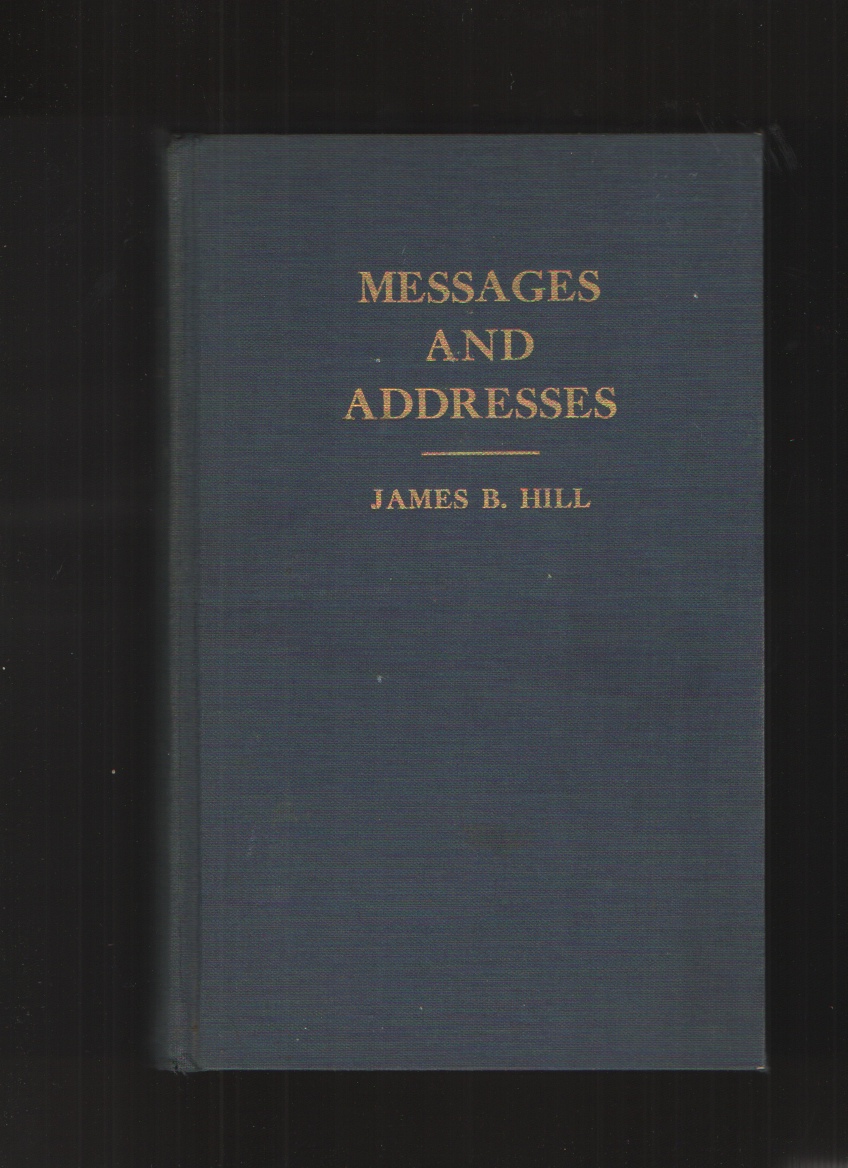 MESSAGES
AND
ADDRESSES
JAMES B. HILL